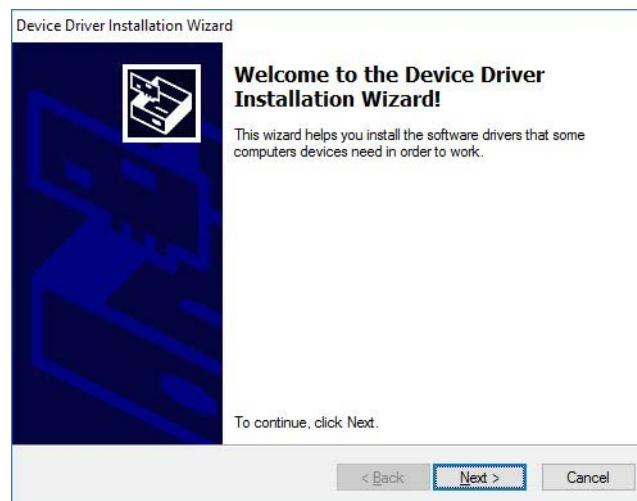 Device Driver Installation Wizard
Welcome to the Device Driver
Installation Wizard!
This wizard helps you install the software drivers that some
computers devices need in order to work.
To continue, click Next.
< Back
Next >
Cancel